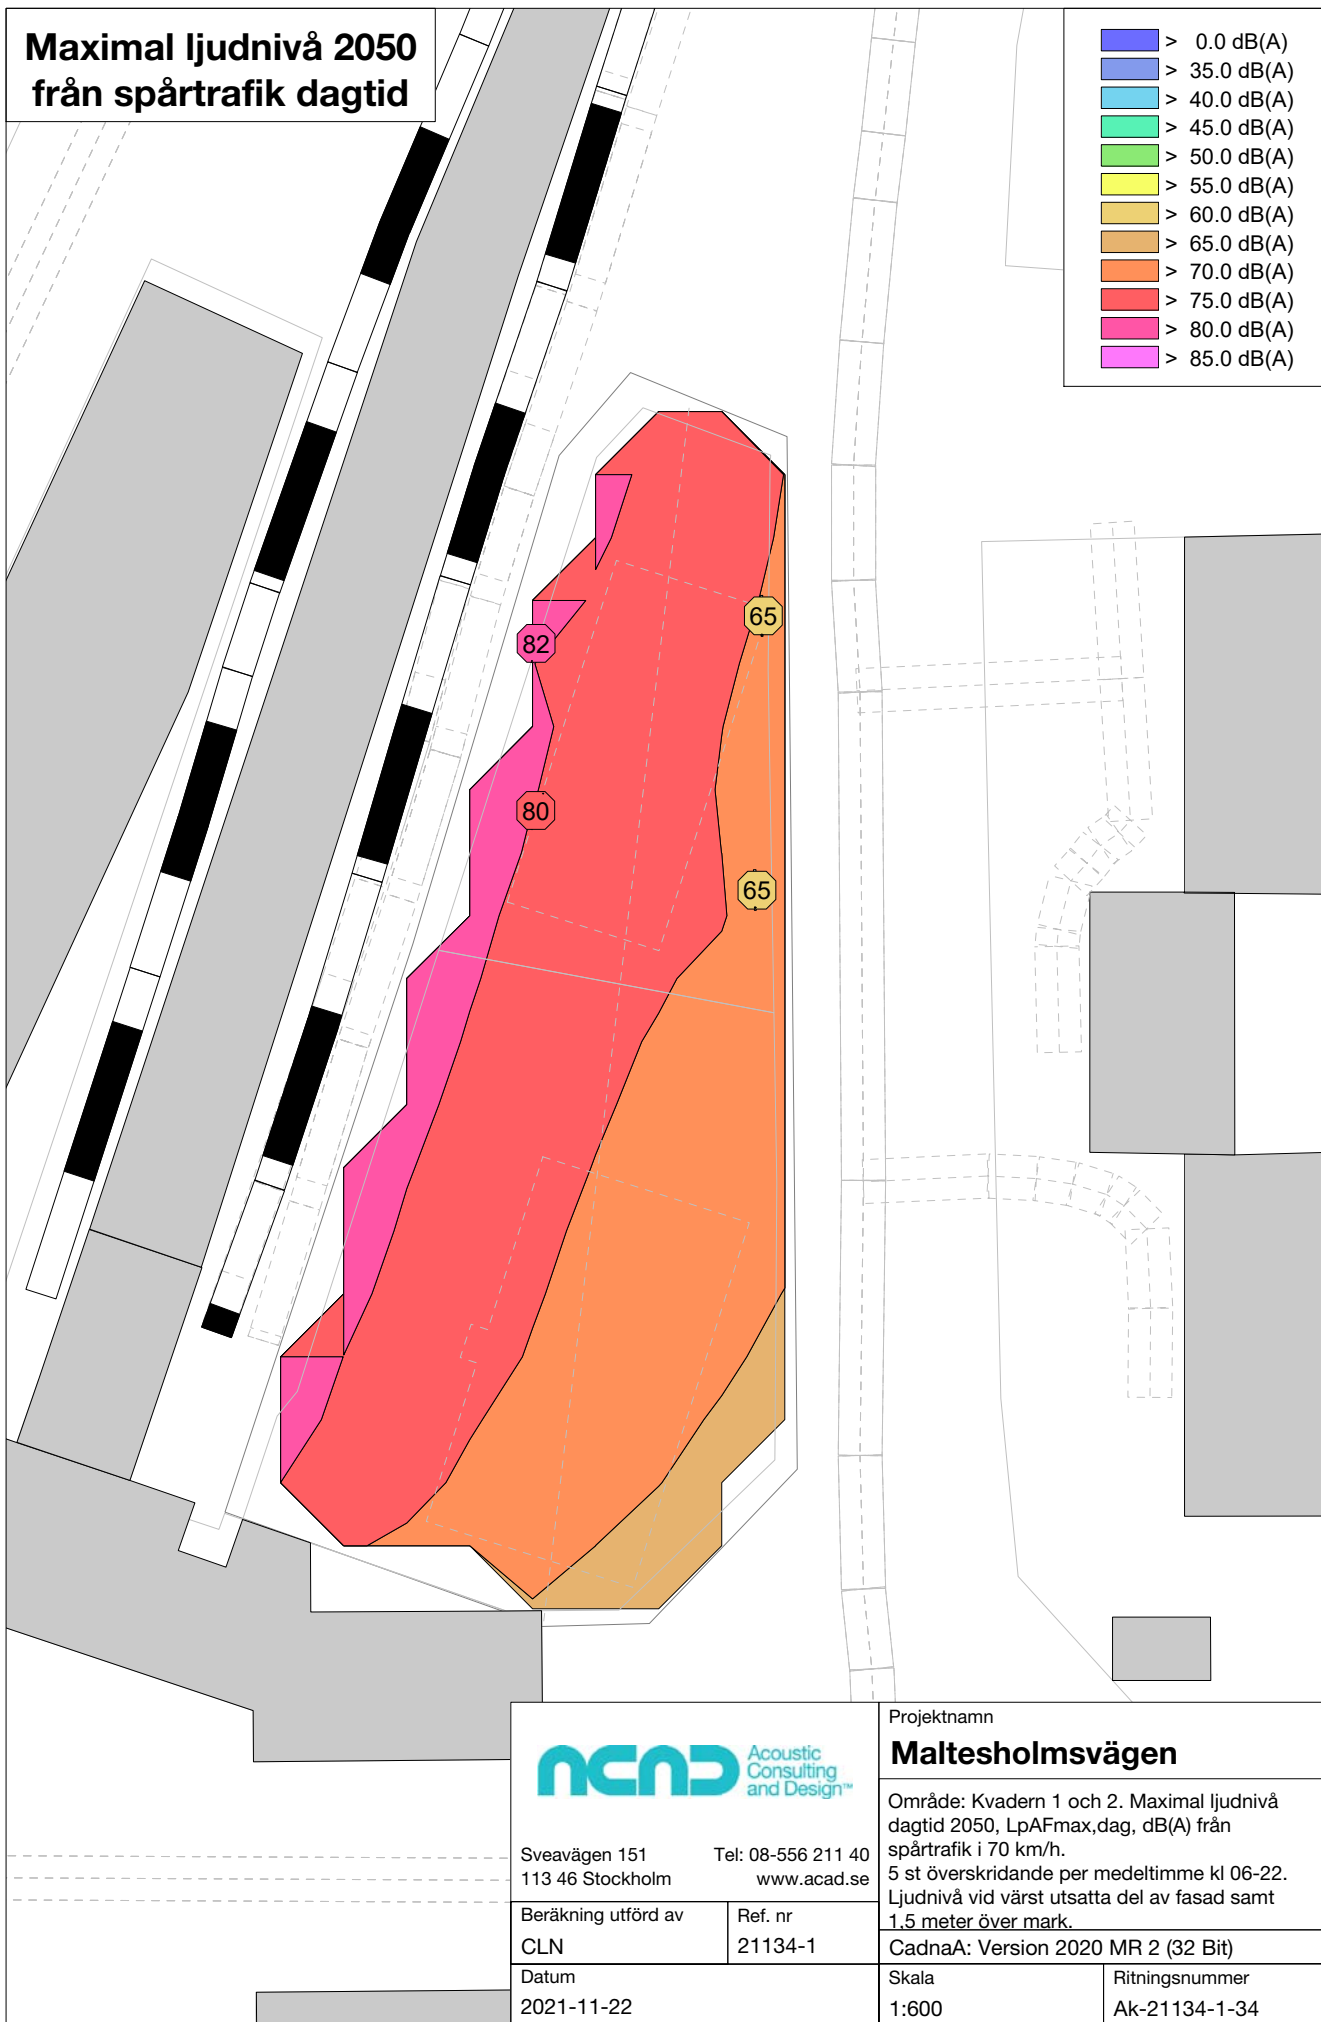 Maximal ljudnivå 2050
från spårtrafik dagtid
> 0.0 dB(A)
> 35.0 dB(A)
> 40.0 dB(A)
> 45.0 dB(A)
> 50.0 dB(A)
> 55.0 dB(A)
> 60.0 dB(A)
> 65.0 dB(A)
> 70.0 dB(A)
> 75.0 dB(A)
> 80.0 dB(A)
> 85.0 dB(A)
65
82
80
65
ACAD
Acoustic
Consulting
and Design™
Sveavägen 151
113 46 Stockholm
Tel: 08-556 211 40
www.acad.se
Beräkning utförd av
CLN
Ref. nr
21134-1
Datum
2021-11-22
Projektnamn
Maltesholmsvägen
Område: Kvadern 1 och 2. Maximal ljudnivå
dagtid 2050, LpAFmax,dag, dB(A) från
spårtrafik i 70 km/h.
5 st överskridande per medeltimme kl 06-22.
Ljudnivå vid värst utsatta del av fasad samt
1,5 meter över mark.
CadnaA: Version 2020 MR 2 (32 Bit)
Skala
1:600
Ritningsnummer
Ak-21134-1-34